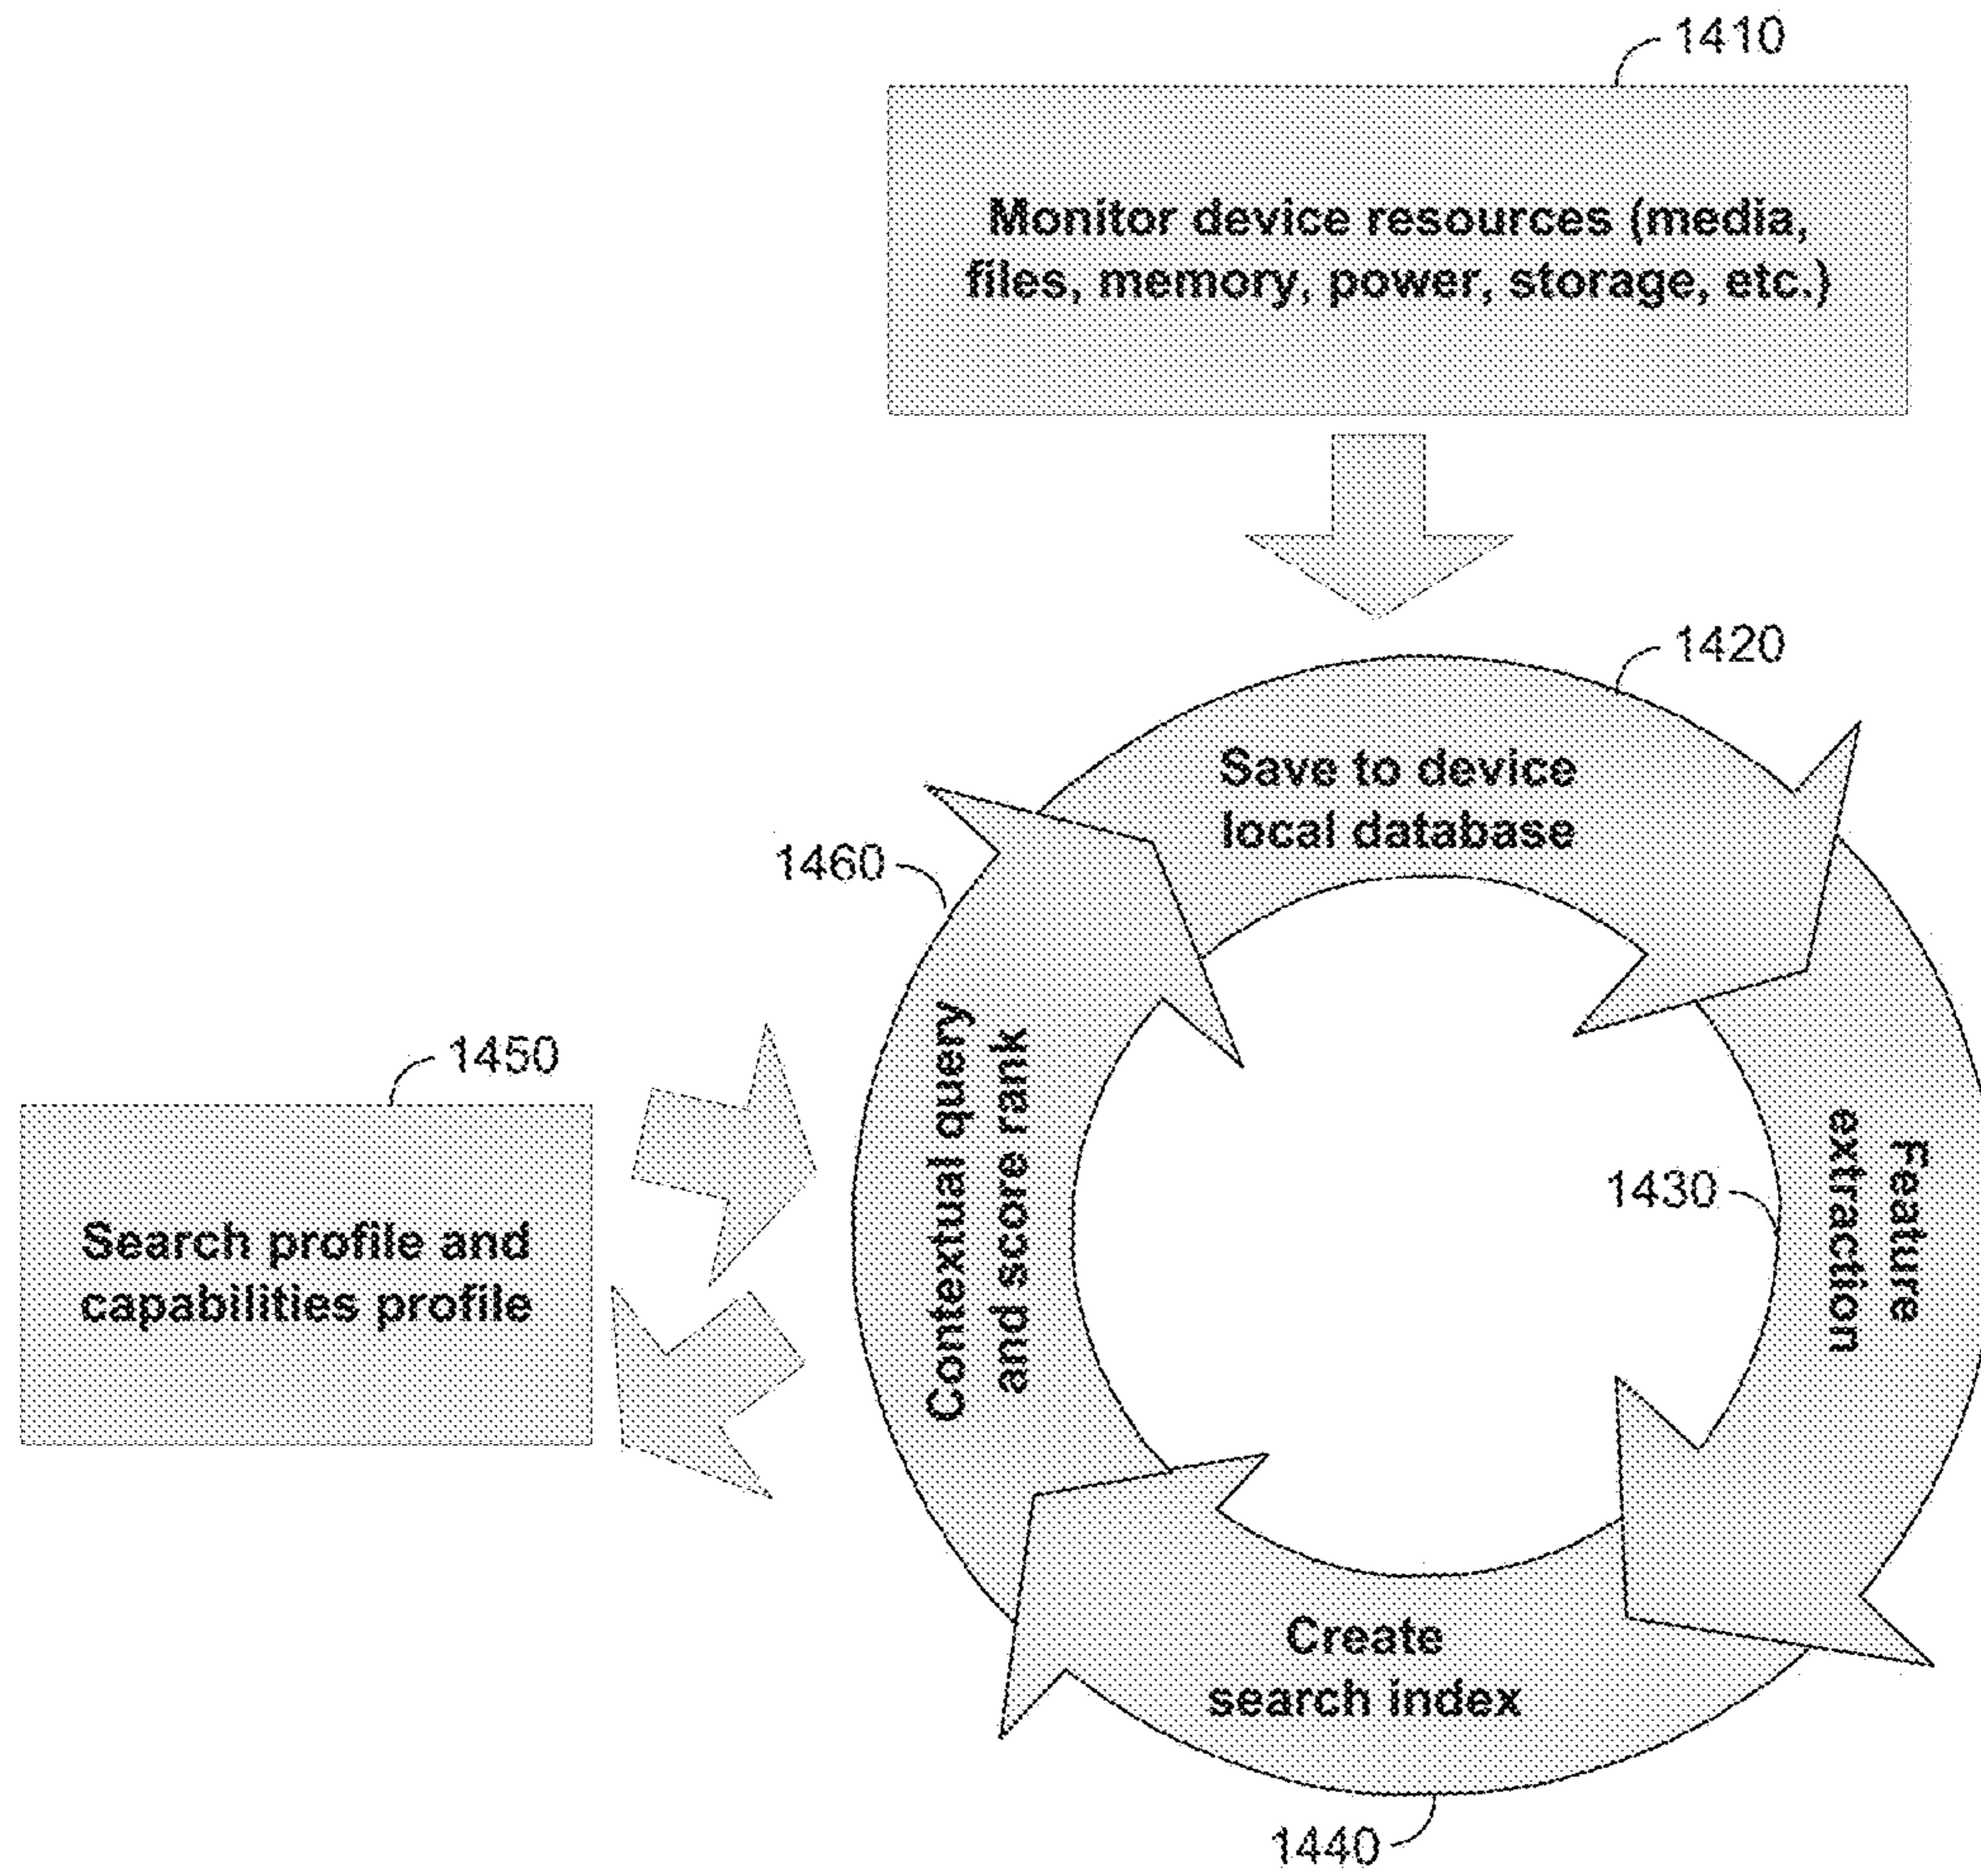 1410
Monitor device resources (media,
files, memory, power, storage, etc.)
1420
Save to device
local database
1460
1450
Search profile and
capabilities profile
Contextual query
and score rank
1430
Feature
extraction
Create
search index
1440